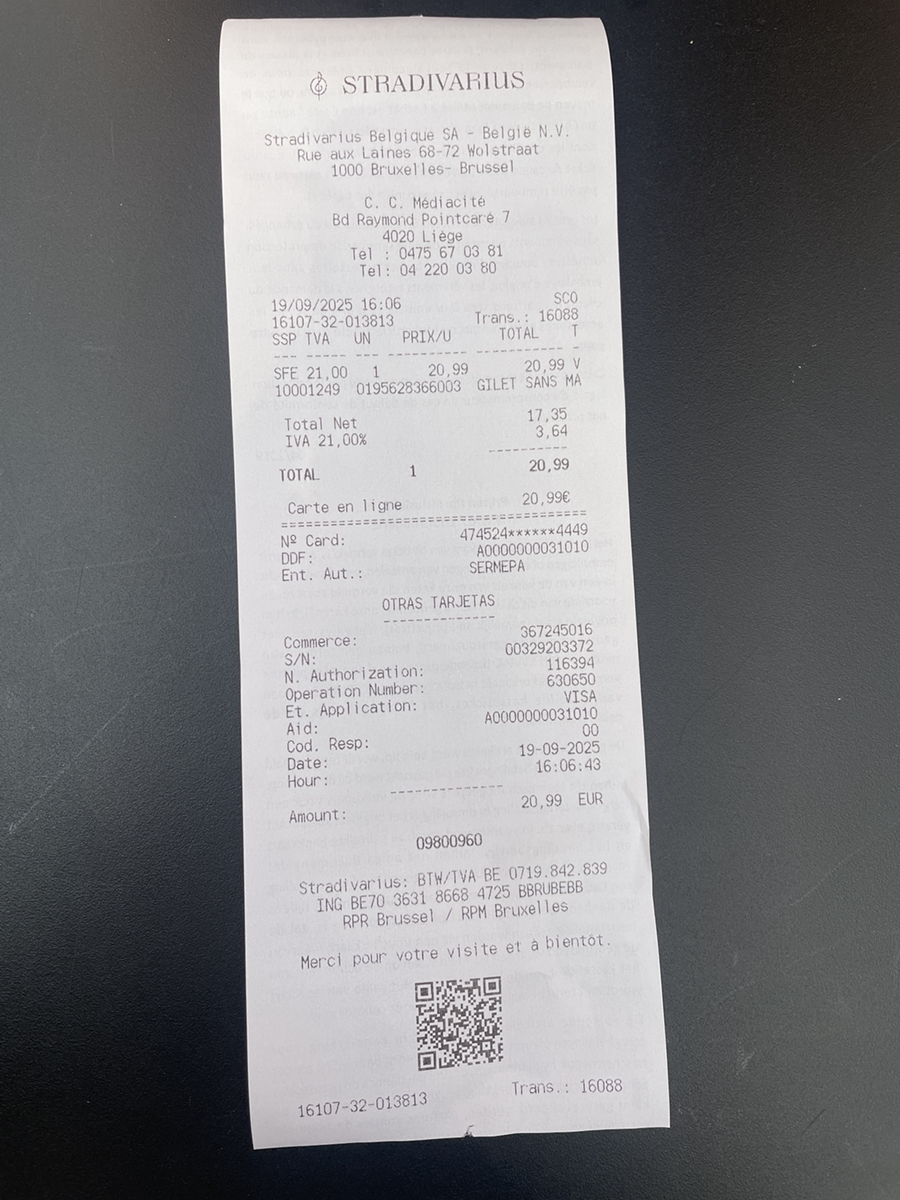 STRADIVARIUS
Stradivarius Belgique SA - België N.V.
Rue aux Laines 68-72 Wolstraat
1000 Bruxelles- Brussel
C. C. Médiacité
Bd Raymond Pointcaré 7
4020 Liège
Tel : 0475 67 03 81
Tel: 04 220 03 80
19/09/2025 16:06 SCO
16107-32-013813 Trans.: 16088
SSP TVA UN PRIX/U TOTAL T
--- ----- --- ---------- ---------- -
SFE 21,00 1 20,99 20,99 V
10001249 0195628366003 GILET SANS MA
Total Net 17,35
IVA 21,00% 3,64
------------
TOTAL 1 20,99
Carte en ligne 20,99€
======================================
Nº Card: 474524******4449
DDF: A0000000031010
Ent. Aut.: SERMEPA
OTRAS TARJETAS
--------------
Commerce: 367245016
S/N: 00329203372
N. Authorization: 116394
Operation Number: 630650
Et. Application: VISA
Aid: A0000000031010
Cod. Resp: 00
Date: 19-09-2025
Hour: 16:06:43
--------------
Amount: 20,99 EUR
09800960
Stradivarius: BTW/TVA BE 0719.842.839
ING BE70 3631 8668 4725 BBRUBEBB
RPR Brussel / RPM Bruxelles
Merci pour votre visite et à bientôt.
16107-32-013813 Trans.: 16088